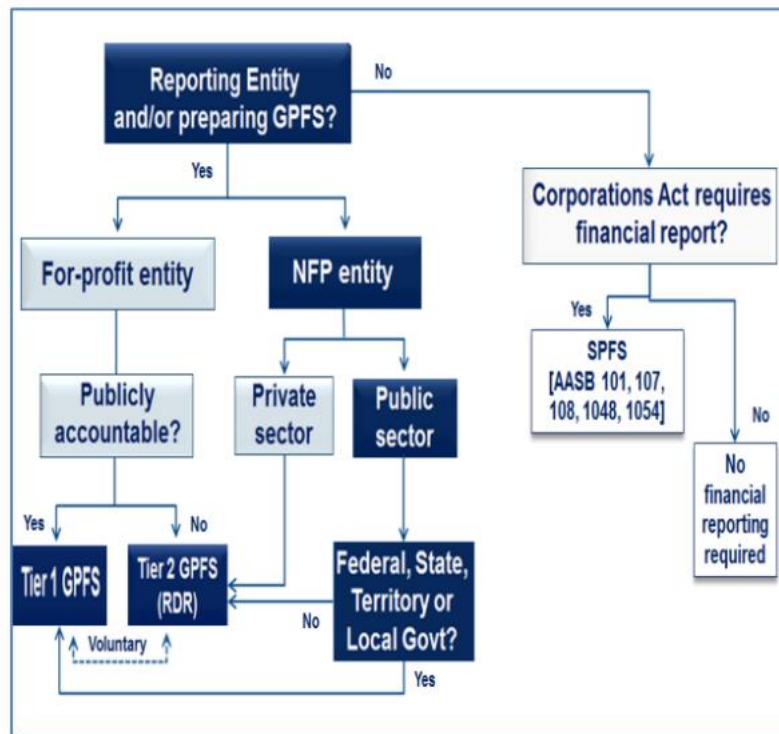 Reporting Entity
and/or preparing GPFS?
No
Yes
Corporations Act requires
financial report?
For-profit entity
NFP entity
Yes
SPFS
[AASB 101, 107,
108, 1048, 1054]
No
Publicly
accountable?
Private
sector
Public
sector
No
financial
reporting
required
Yes
No
Tier 1 GPFS
Tier 2 GPFS
(RDR)
Federal, State,
Territory or
Local Govt?
No
Voluntary
Yes